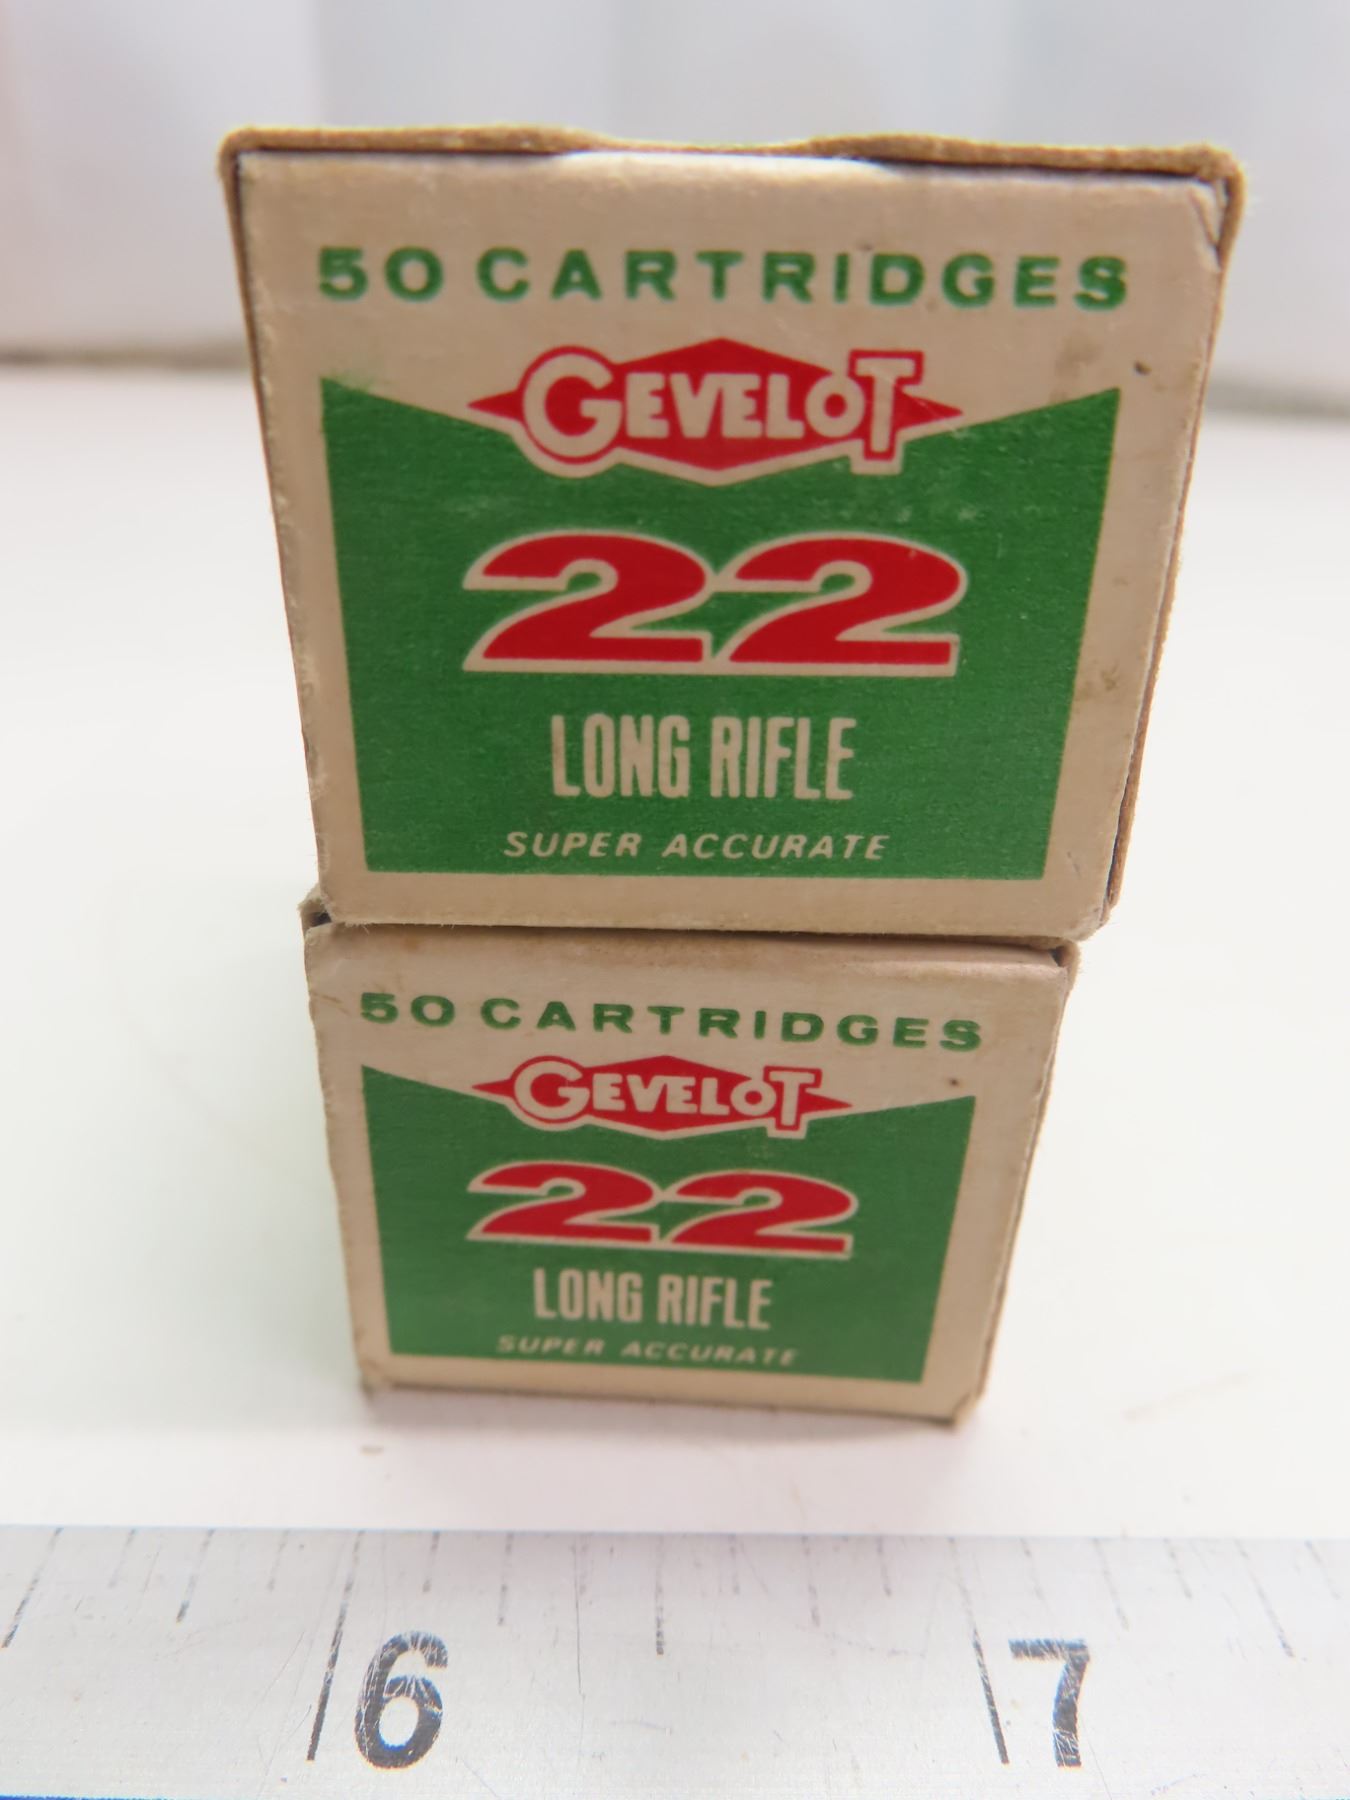 50 CARTRIDGES
GEVELOT
22
LONG RIFLE
SUPER ACCURATE
50 CARTRIDGES
GEVELOT
22
LONG RIFLE
SUPER ACCURATE
6 7